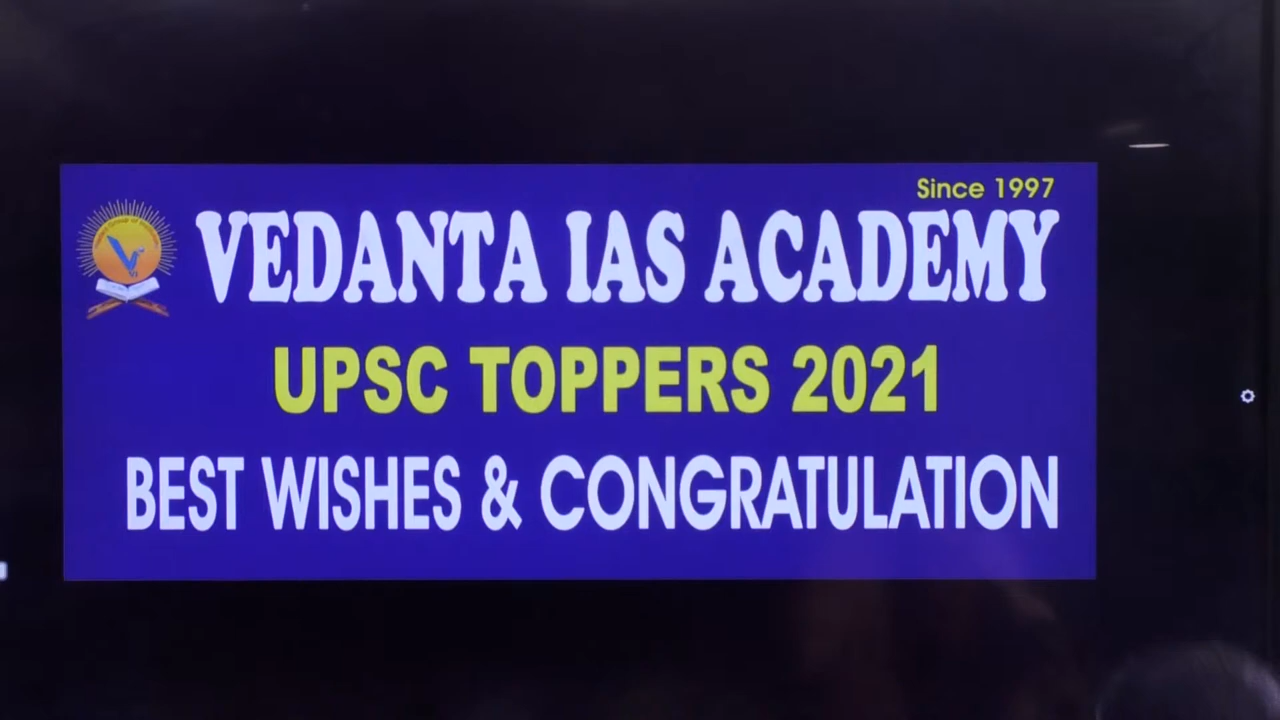 Since 1997
VEDANTA IAS ACADEMY
UPSC TOPPERS 2021
BEST WISHES & CONGRATULATION